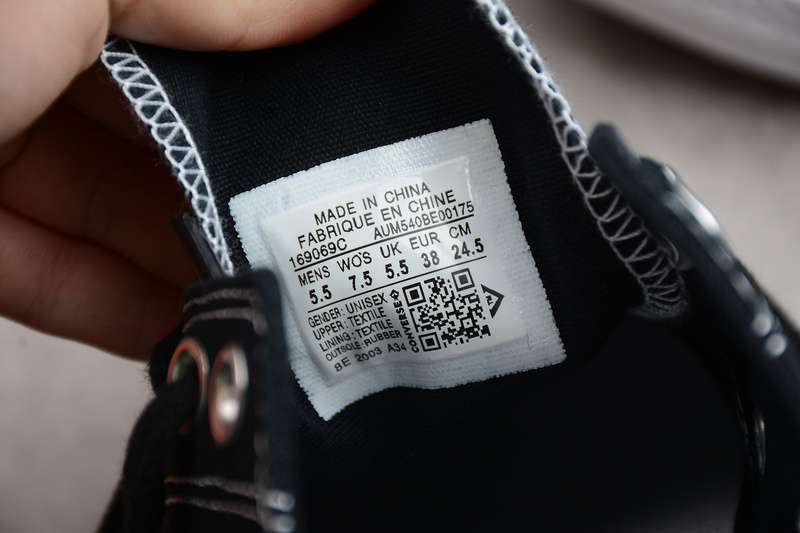 MADE IN CHINA
FABRIQUE EN CHINE
169069C AUM540BE00175
MENS WO'S UK EUR CM
5.5 7.5 5.5 38 24.5
GENDER: UNISEX
UPPER: TEXTILE
LINING: TEXTILE
OUTSOLE: RUBBER
BE 2003 A34
CONVERSE